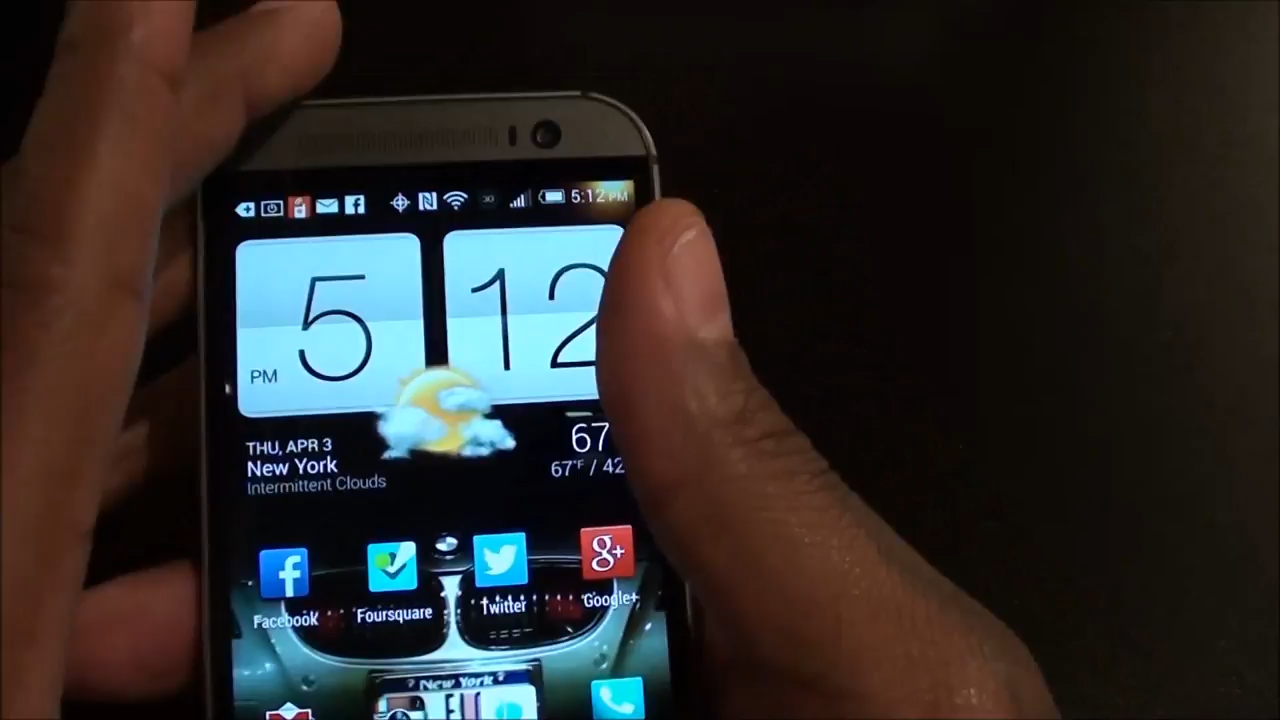 5:12 PM
PM 5 12
THU, APR 3
New York
Intermittent Clouds
67
67°F / 42
Facebook
Foursquare
Twitter
Google+
New York